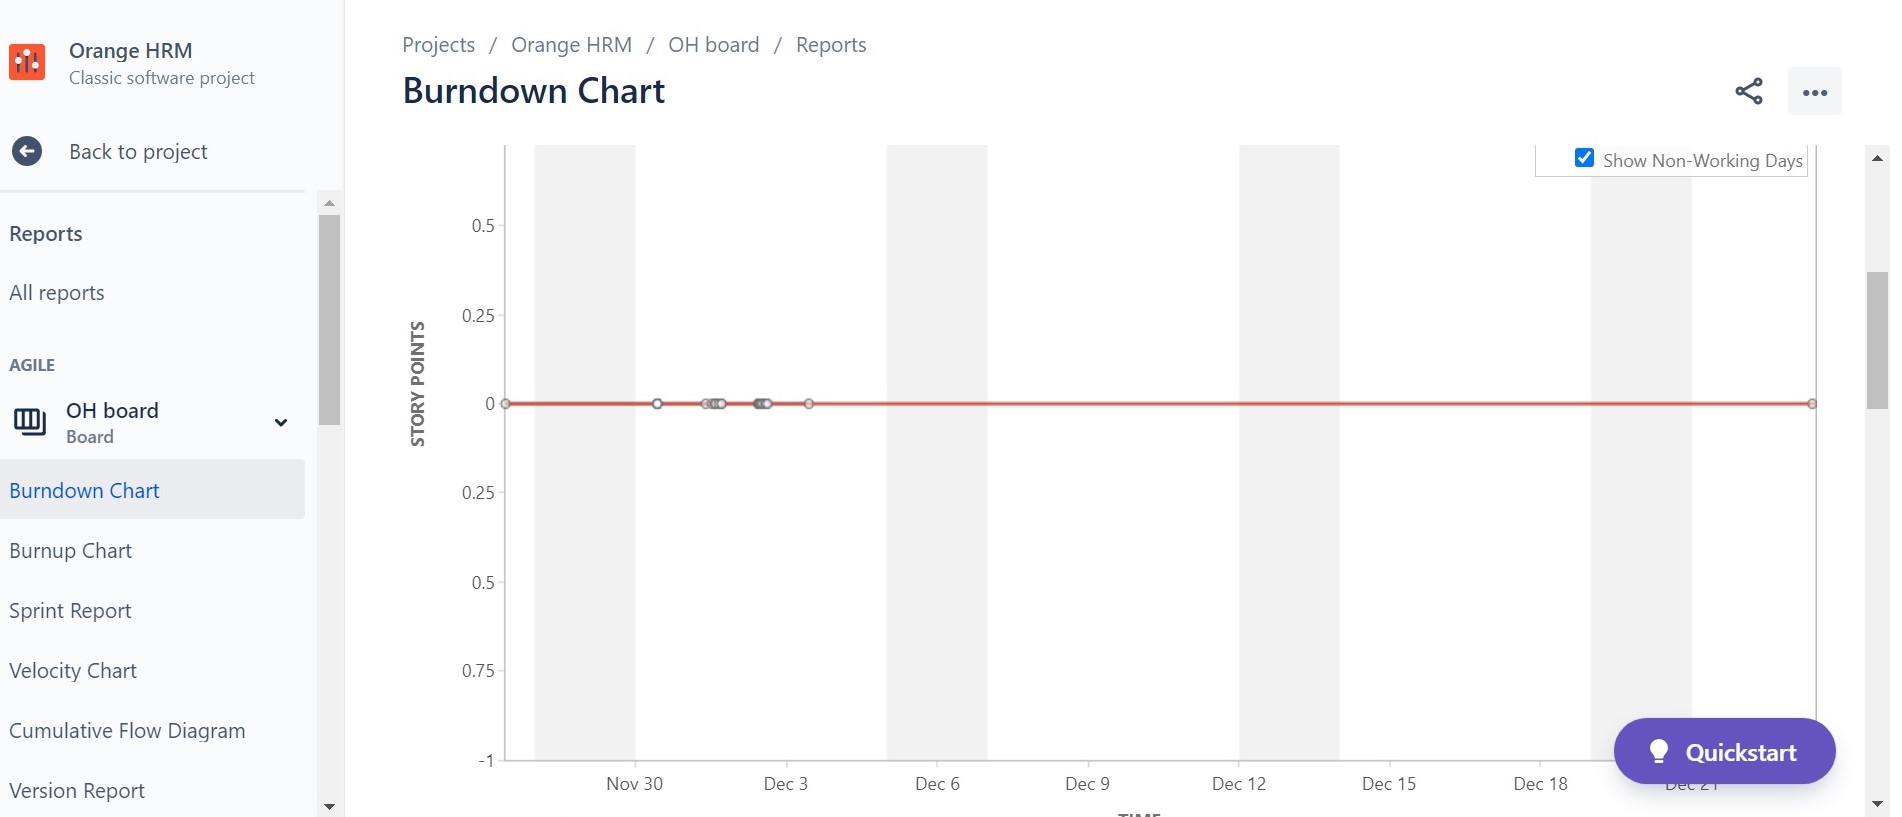 Orange HRM
Classic software project
Back to project
Reports
All reports
AGILE
OH board
Board
Burndown Chart
Burnup Chart
Sprint Report
Velocity Chart
Cumulative Flow Diagram
Version Report
Projects / Orange HRM / OH board / Reports
Burndown Chart
Show Non-Working Days
STORY POINTS
0.5
0.25
0
0.25
0.5
0.75
-1
Nov 30 Dec 3 Dec 6 Dec 9 Dec 12 Dec 15 Dec 18 Dec 21
TIME
Quickstart